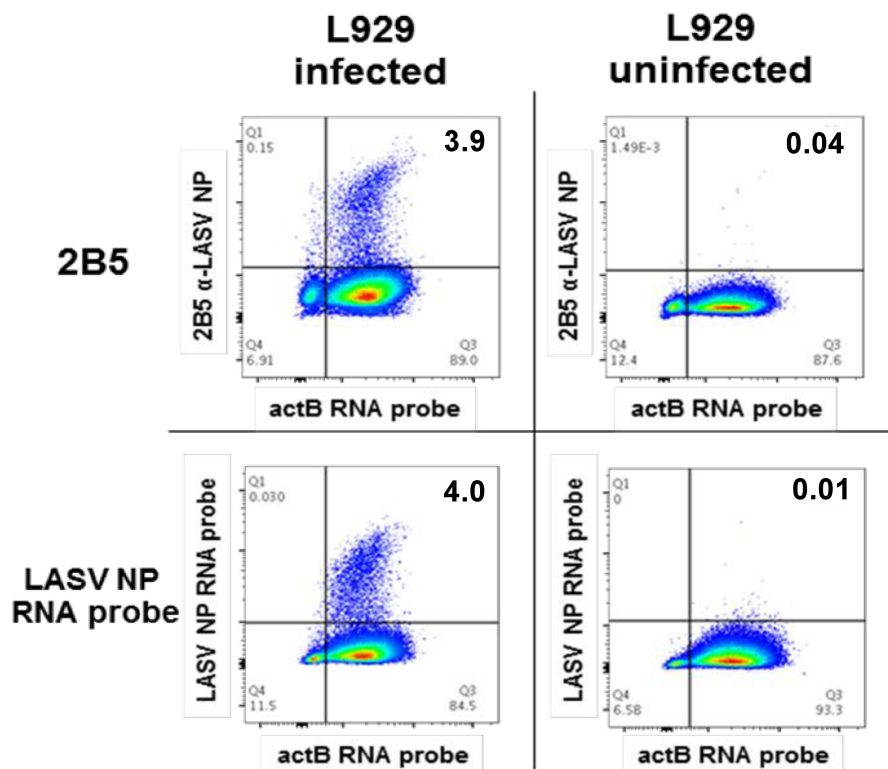 L929
infected
L929
uninfected
2B5
2B5 α-LASV NP
Q1
0.15
3.9
Q4
6.91
Q3
89.0
actB RNA probe
2B5 α-LASV NP
Q1
1.49E-3
0.04
Q4
12.4
Q3
87.6
actB RNA probe
LASV NP
RNA probe
LASV NP RNA probe
Q1
0.030
4.0
Q4
11.5
Q3
84.5
actB RNA probe
LASV NP RNA probe
Q1
0
0.01
Q4
6.58
Q3
93.3
actB RNA probe